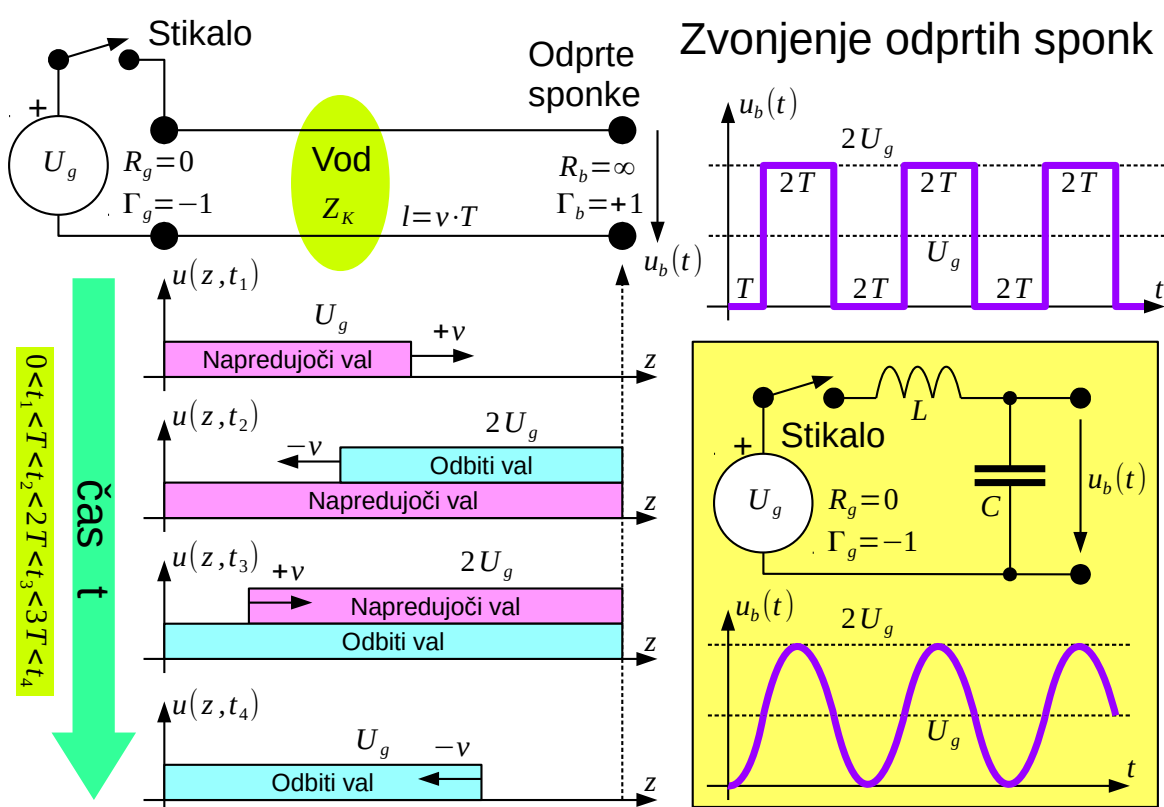 Zvonjenje odprtih sponk
Stikalo
Odprte
sponke
+
U_g
R_g=0
Γ_g=−1
Vod
Z_K
l=v·T
R_b=∞
Γ_b=+1
u_b(t)
u(z,t_1)
U_g
+v
Napredujoči val
z
u(z,t_2)
2U_g
−v
Odbiti val
Napredujoči val
z
u(z,t_3)
2U_g
+v
Napredujoči val
Odbiti val
z
u(z,t_4)
U_g
−v
Odbiti val
z
čas t
0<t_1<T<t_2<2T<t_3<3T<t_4
u_b(t)
2U_g
2T 2T 2T
U_g
T 2T 2T
t
L
Stikalo
+
U_g
R_g=0
Γ_g=−1
C
u_b(t)
u_b(t)
2U_g
U_g
t